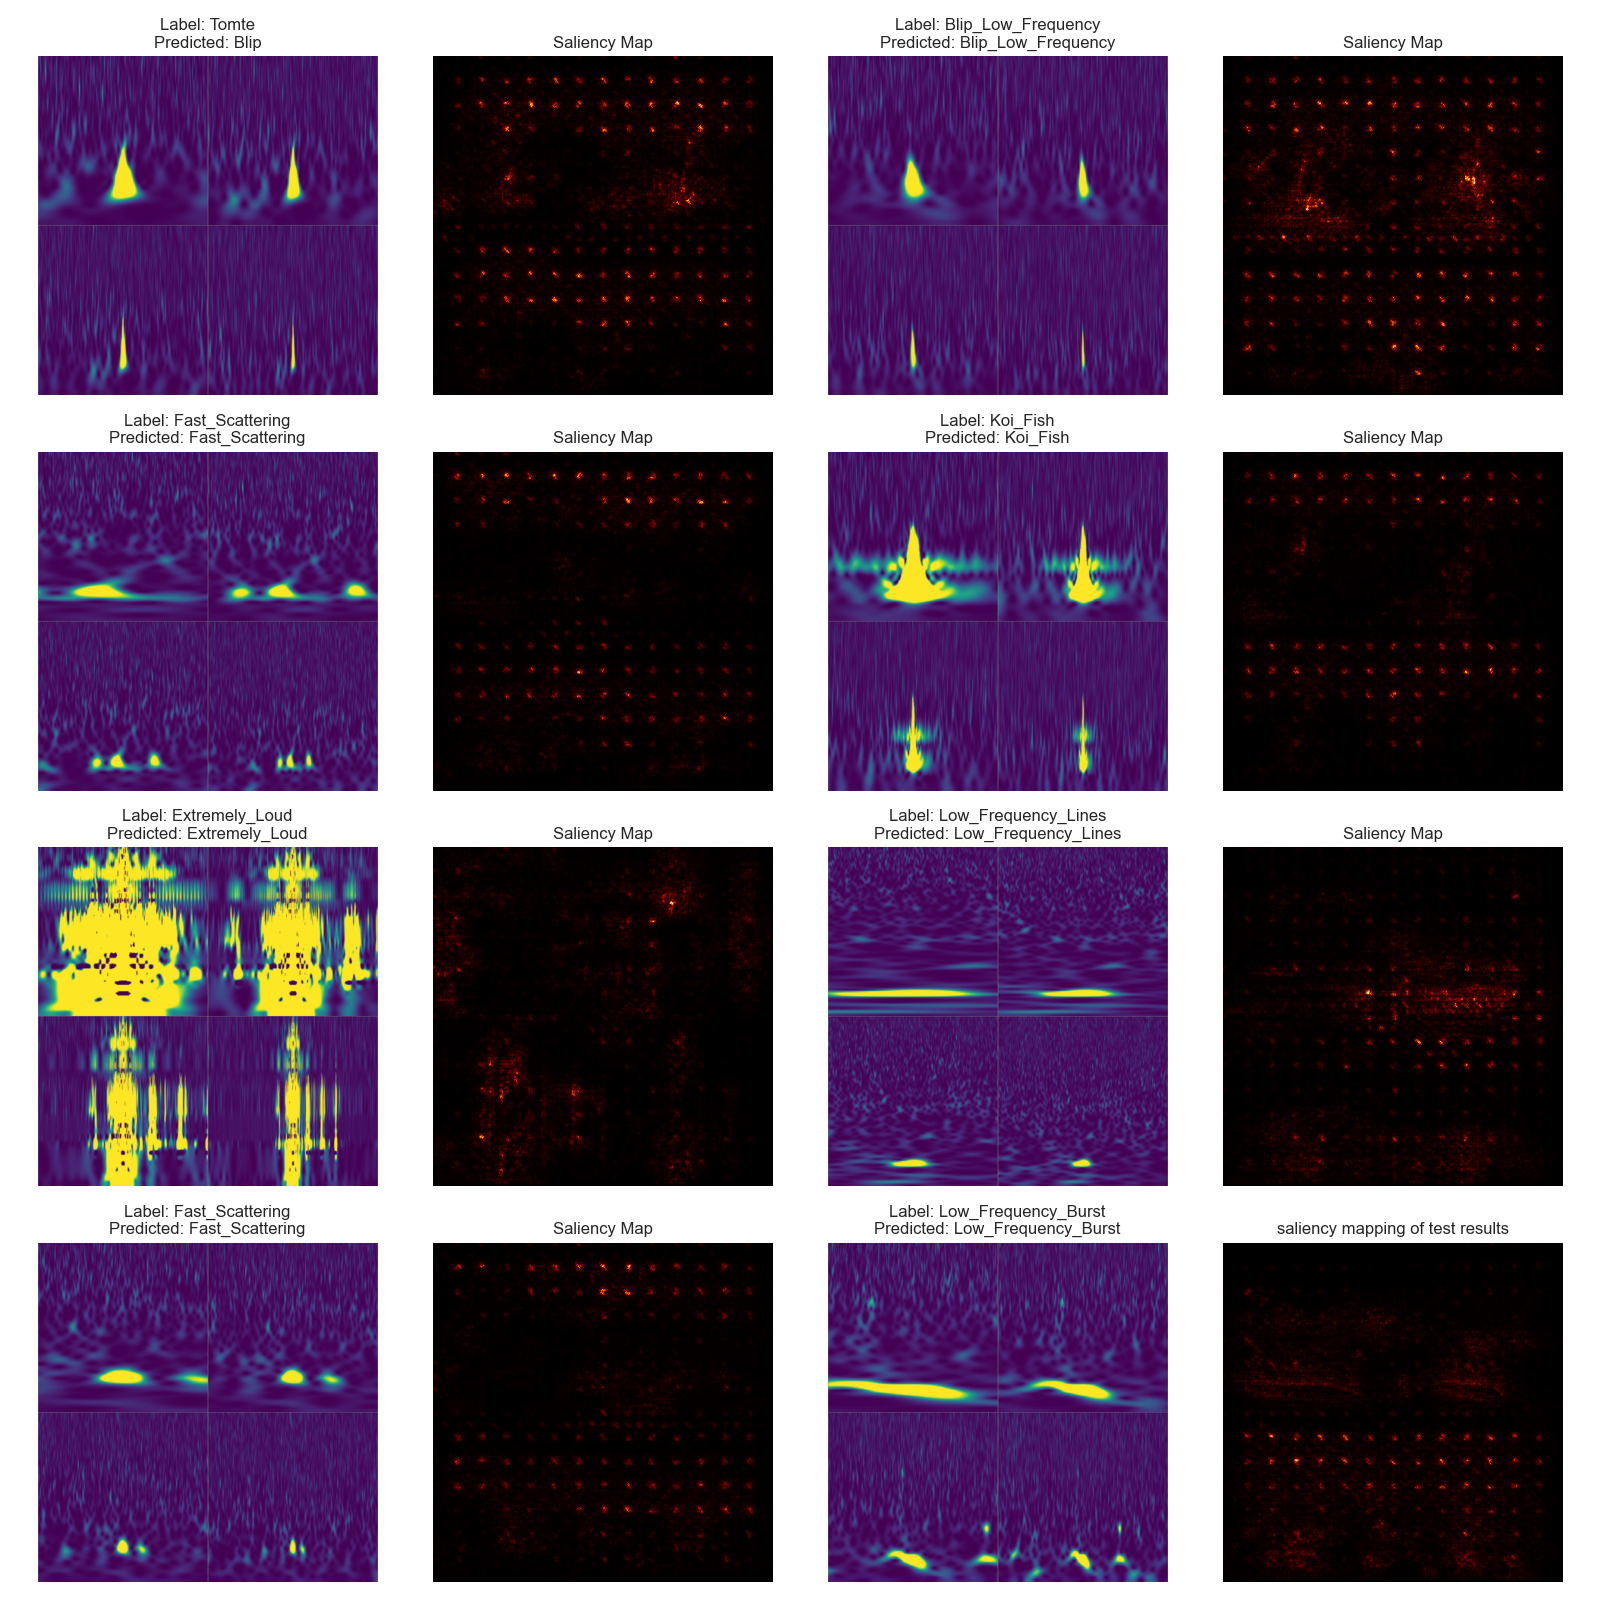 Label: Tomte
Predicted: Blip
Saliency Map
Label: Blip_Low_Frequency
Predicted: Blip_Low_Frequency
Saliency Map
Label: Fast_Scattering
Predicted: Fast_Scattering
Saliency Map
Label: Koi_Fish
Predicted: Koi_Fish
Saliency Map
Label: Extremely_Loud
Predicted: Extremely_Loud
Saliency Map
Label: Low_Frequency_Lines
Predicted: Low_Frequency_Lines
Saliency Map
Label: Fast_Scattering
Predicted: Fast_Scattering
Saliency Map
Label: Low_Frequency_Burst
Predicted: Low_Frequency_Burst
saliency mapping of test results